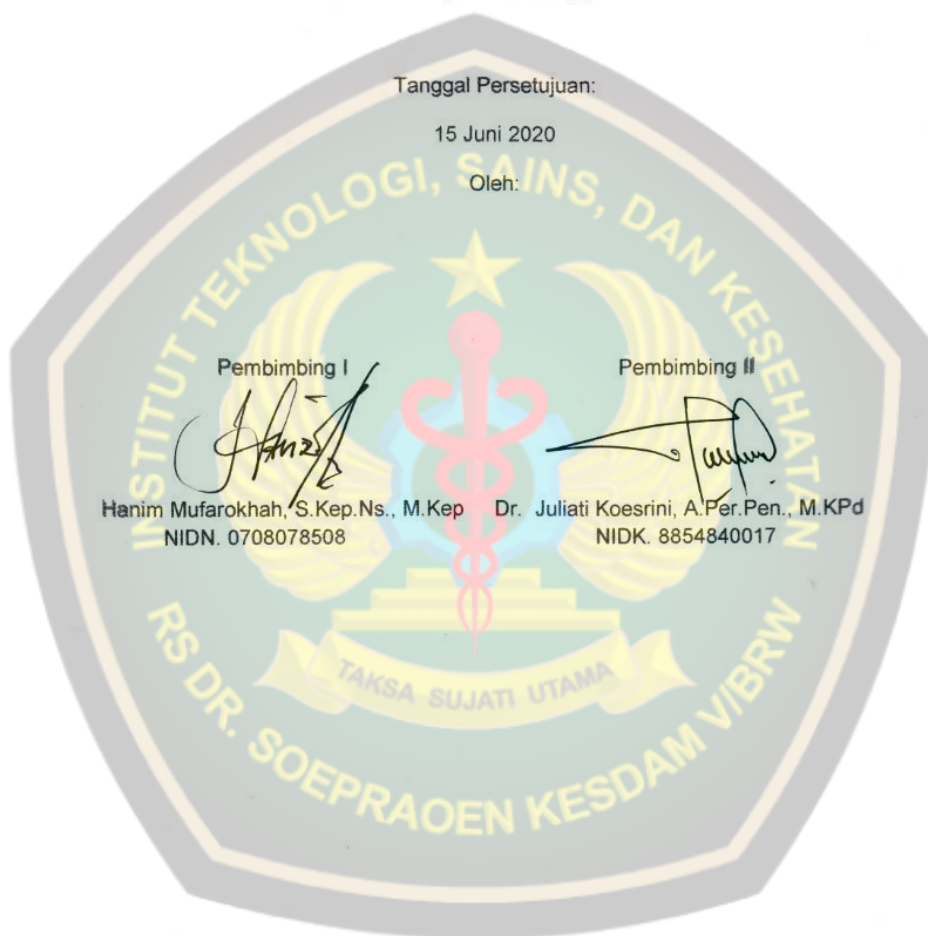 Tanggal Persetujuan:
15 Juni 2020
Oleh:
INSTITUT TEKNOLOGI, SAINS, DAN KESEHATAN
Pembimbing I
Pembimbing II
Hanim Mufarokhah, S.Kep.Ns., M.Kep
Dr. Juliati Koesrini, A.Per.Pen., M.KPd
NIDN. 0708078508
NIDK. 8854840017
TAKSA SUJATI UTAMA
RS DR. SOEPRAOEN KESDAM V/BRW